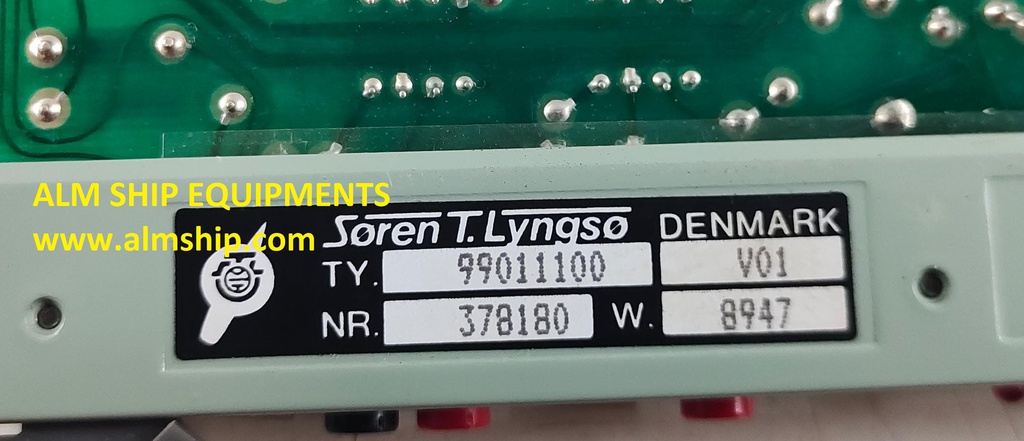 ALM SHIP EQUIPMENTS
www.almship.com
Søren T. Lyngsø DENMARK
TY. 99011100 V01
NR. 378180 W. 8947